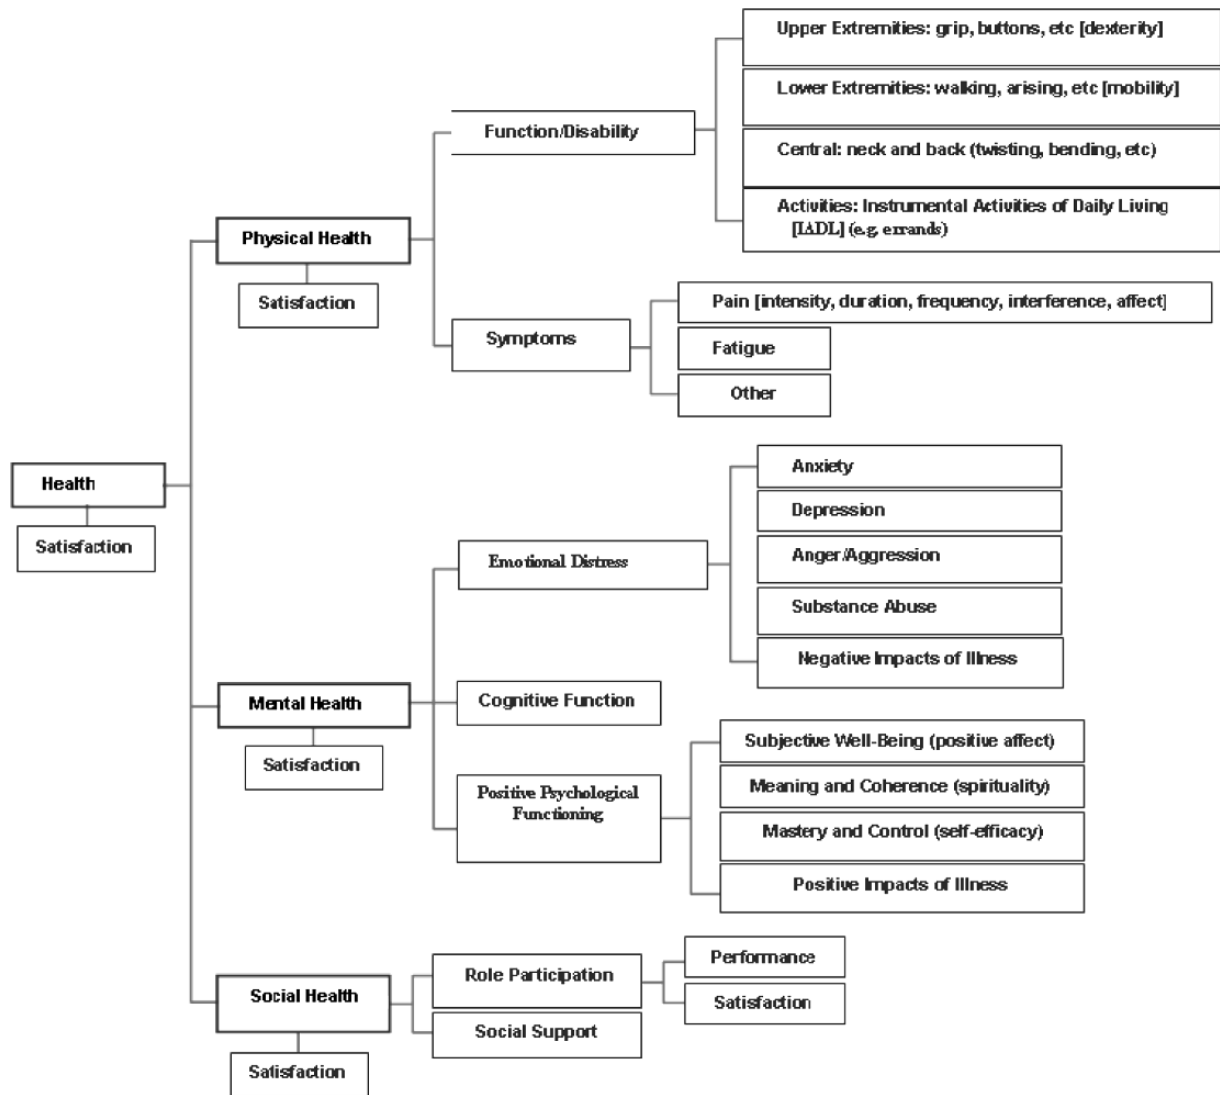 Upper Extremities: grip, buttons, etc [dexterity]
Lower Extremities: walking, arising, etc [mobility]
Function/Disability
Central: neck and back (twisting, bending, etc)
Activities: Instrumental Activities of Daily Living
[IADL] (e.g. errands)
Physical Health
Satisfaction
Pain [intensity, duration, frequency, interference, affect]
Symptoms
Fatigue
Other
Health
Satisfaction
Anxiety
Depression
Emotional Distress
Anger/Aggression
Substance Abuse
Negative Impacts of Illness
Mental Health
Satisfaction
Cognitive Function
Positive Psychological
Functioning
Subjective Well-Being (positive affect)
Meaning and Coherence (spirituality)
Mastery and Control (self-efficacy)
Positive Impacts of Illness
Social Health
Satisfaction
Role Participation
Performance
Satisfaction
Social Support